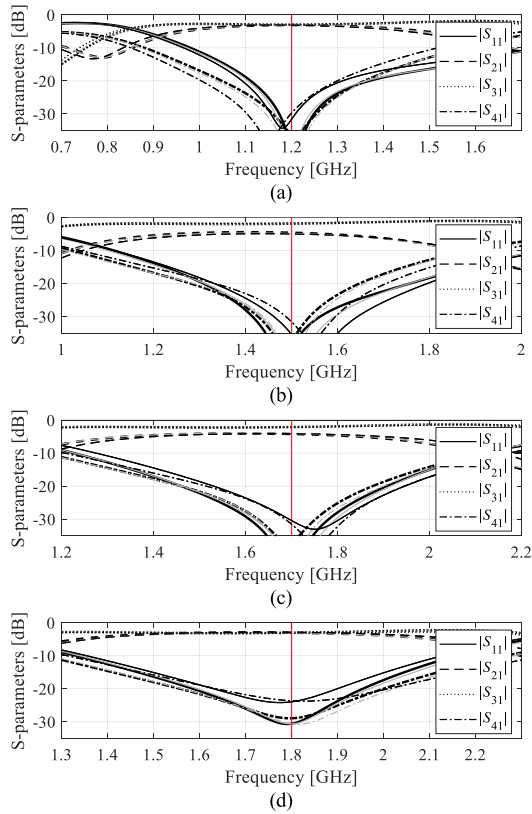 S-parameters [dB]
0
-10
-20
-30
|S11|
|S21|
|S31|
|S41|
0.7 0.8 0.9 1 1.1 1.2 1.3 1.4 1.5 1.6
Frequency [GHz]
(a)
S-parameters [dB]
0
-10
-20
-30
|S11|
|S21|
|S31|
|S41|
1 1.2 1.4 1.6 1.8 2
Frequency [GHz]
(b)
S-parameters [dB]
0
-10
-20
-30
|S11|
|S21|
|S31|
|S41|
1.2 1.4 1.6 1.8 2 2.2
Frequency [GHz]
(c)
S-parameters [dB]
0
-10
-20
-30
|S11|
|S21|
|S31|
|S41|
1.3 1.4 1.5 1.6 1.7 1.8 1.9 2 2.1 2.2
Frequency [GHz]
(d)